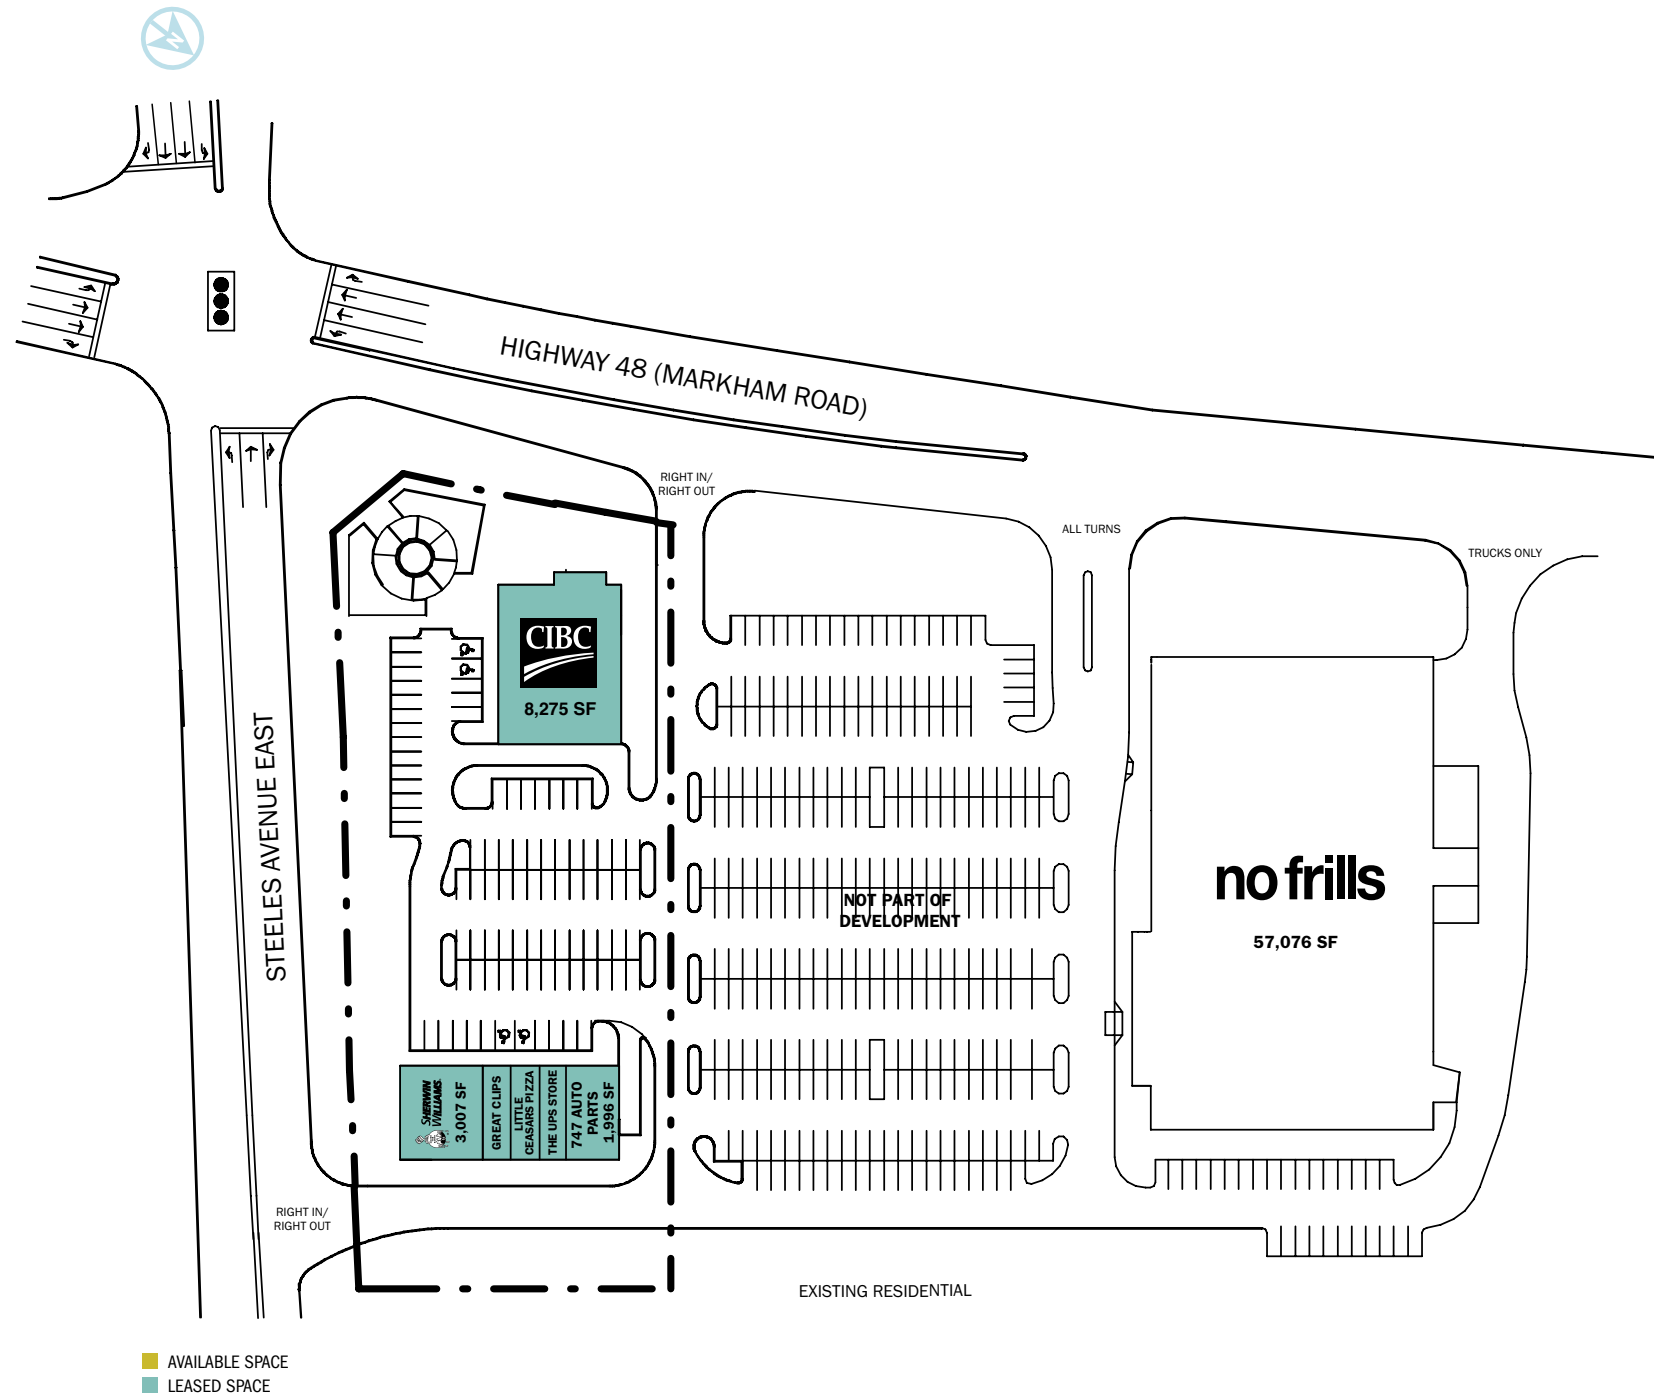 N
HIGHWAY 48 (MARKHAM ROAD)
RIGHT IN/
RIGHT OUT
ALL TURNS
TRUCKS ONLY
CIBC
8,275 SF
STEELES AVENUE EAST
NOT PART OF
DEVELOPMENT
no frills
57,076 SF
SHERWIN
WILLIAMS.
3,007 SF
GREAT CLIPS
LITTLE
CEASARS PIZZA
THE UPS STORE
747 AUTO
PARTS
1,996 SF
RIGHT IN/
RIGHT OUT
EXISTING RESIDENTIAL
AVAILABLE SPACE
LEASED SPACE